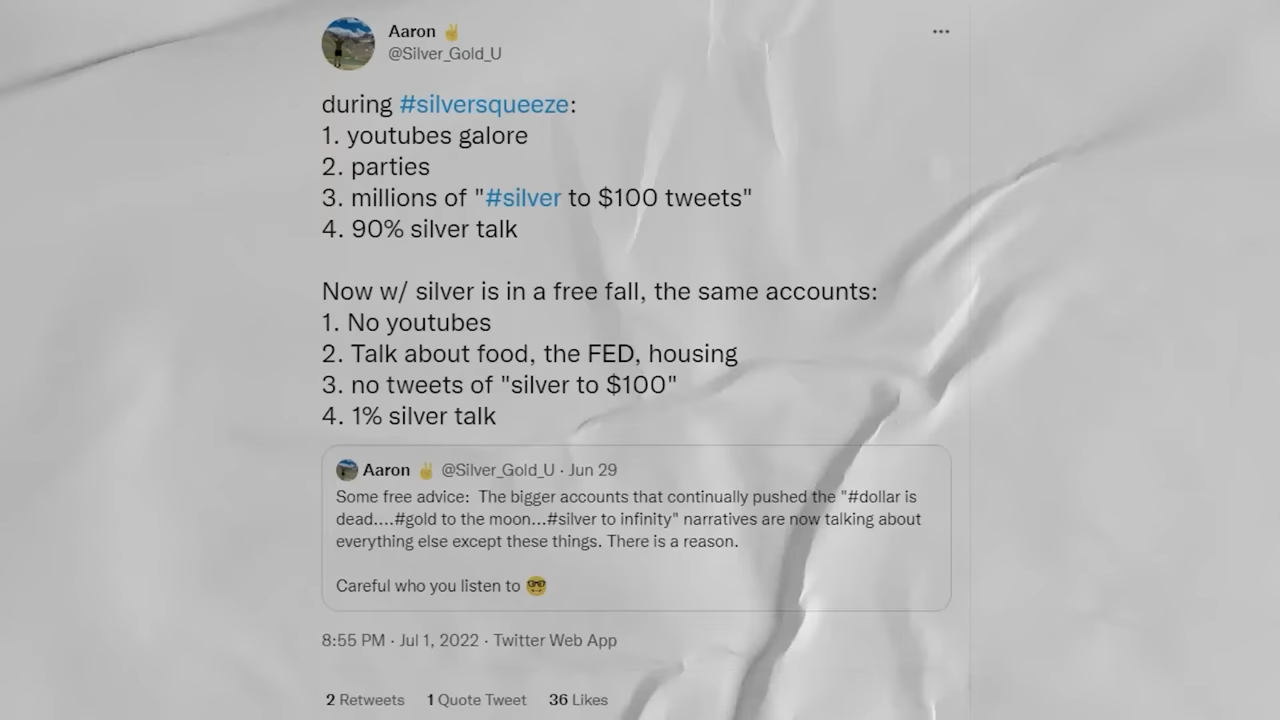 Aaron ✌️
@Silver_Gold_U
during #silversqueeze:
1. youtubes galore
2. parties
3. millions of "#silver to $100 tweets"
4. 90% silver talk
Now w/ silver is in a free fall, the same accounts:
1. No youtubes
2. Talk about food, the FED, housing
3. no tweets of "silver to $100"
4. 1% silver talk
Aaron ✌️ @Silver_Gold_U · Jun 29
Some free advice: The bigger accounts that continually pushed the "#dollar is
dead....#gold to the moon...#silver to infinity" narratives are now talking about
everything else except these things. There is a reason.
Careful who you listen to 🤓
8:55 PM · Jul 1, 2022 · Twitter Web App
2 Retweets 1 Quote Tweet 36 Likes